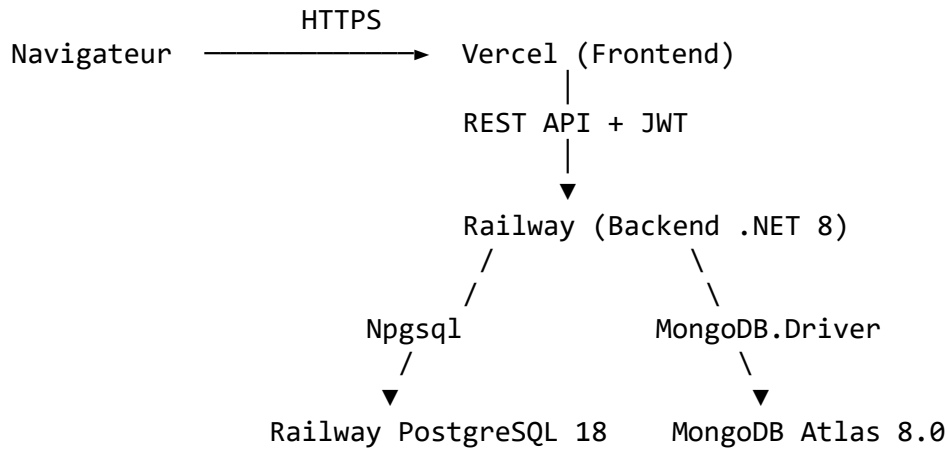 HTTPS
Navigateur ─────────────► Vercel (Frontend)
│
REST API + JWT
│
▼
Railway (Backend .NET 8)
/ \
/ \
Npgsql MongoDB.Driver
/ \
▼ ▼
Railway PostgreSQL 18 MongoDB Atlas 8.0